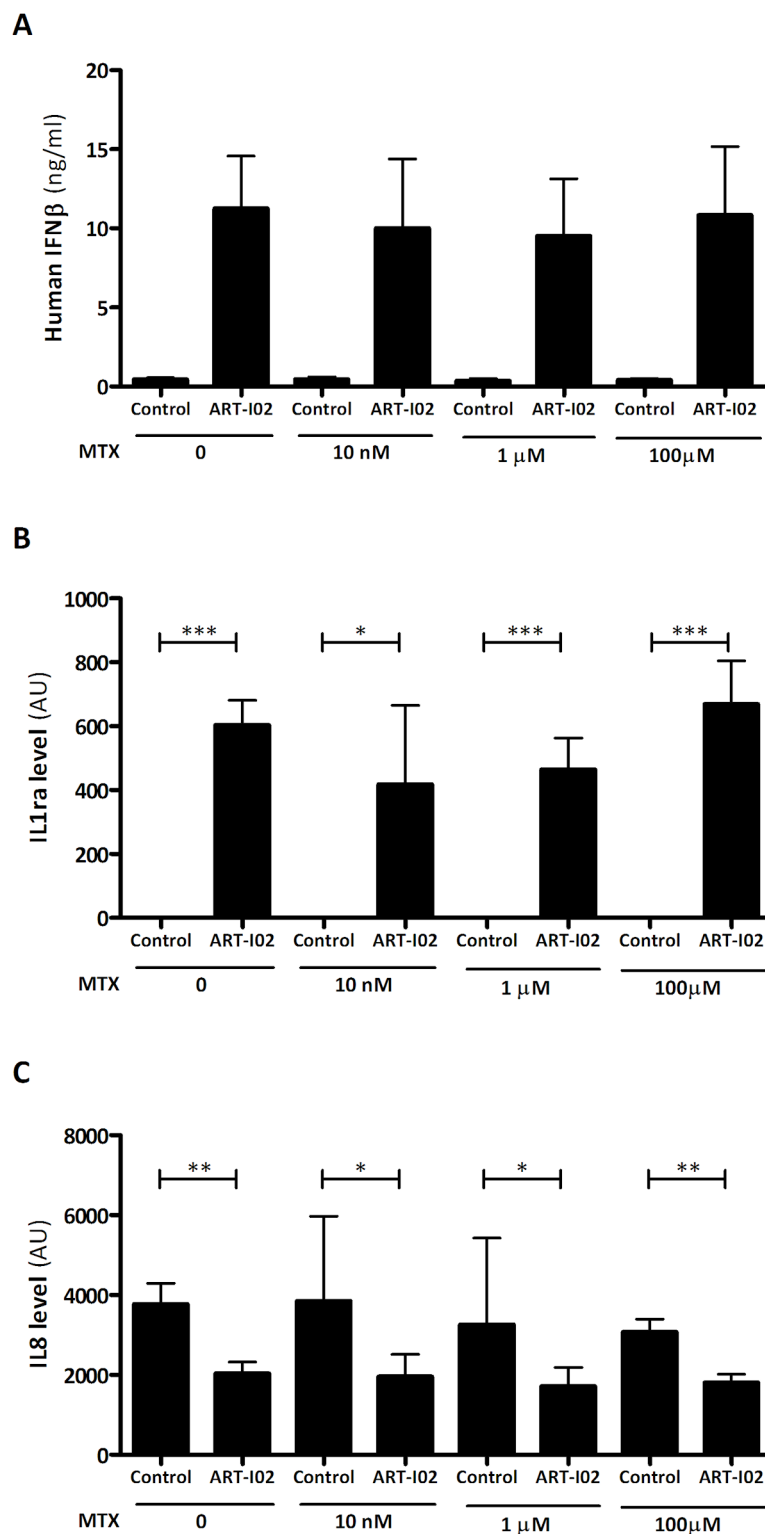 A
Human IFNβ (ng/ml)
20
15
10
5
0
Control ART-I02 Control ART-I02 Control ART-I02 Control ART-I02
MTX 0 10 nM 1 µM 100µM
B
IL1ra level (AU)
1000
800
600
400
200
0
*** * *** ***
Control ART-I02 Control ART-I02 Control ART-I02 Control ART-I02
MTX 0 10 nM 1 µM 100µM
C
IL8 level (AU)
8000
6000
4000
2000
0
** * * **
Control ART-I02 Control ART-I02 Control ART-I02 Control ART-I02
MTX 0 10 nM 1 µM 100µM